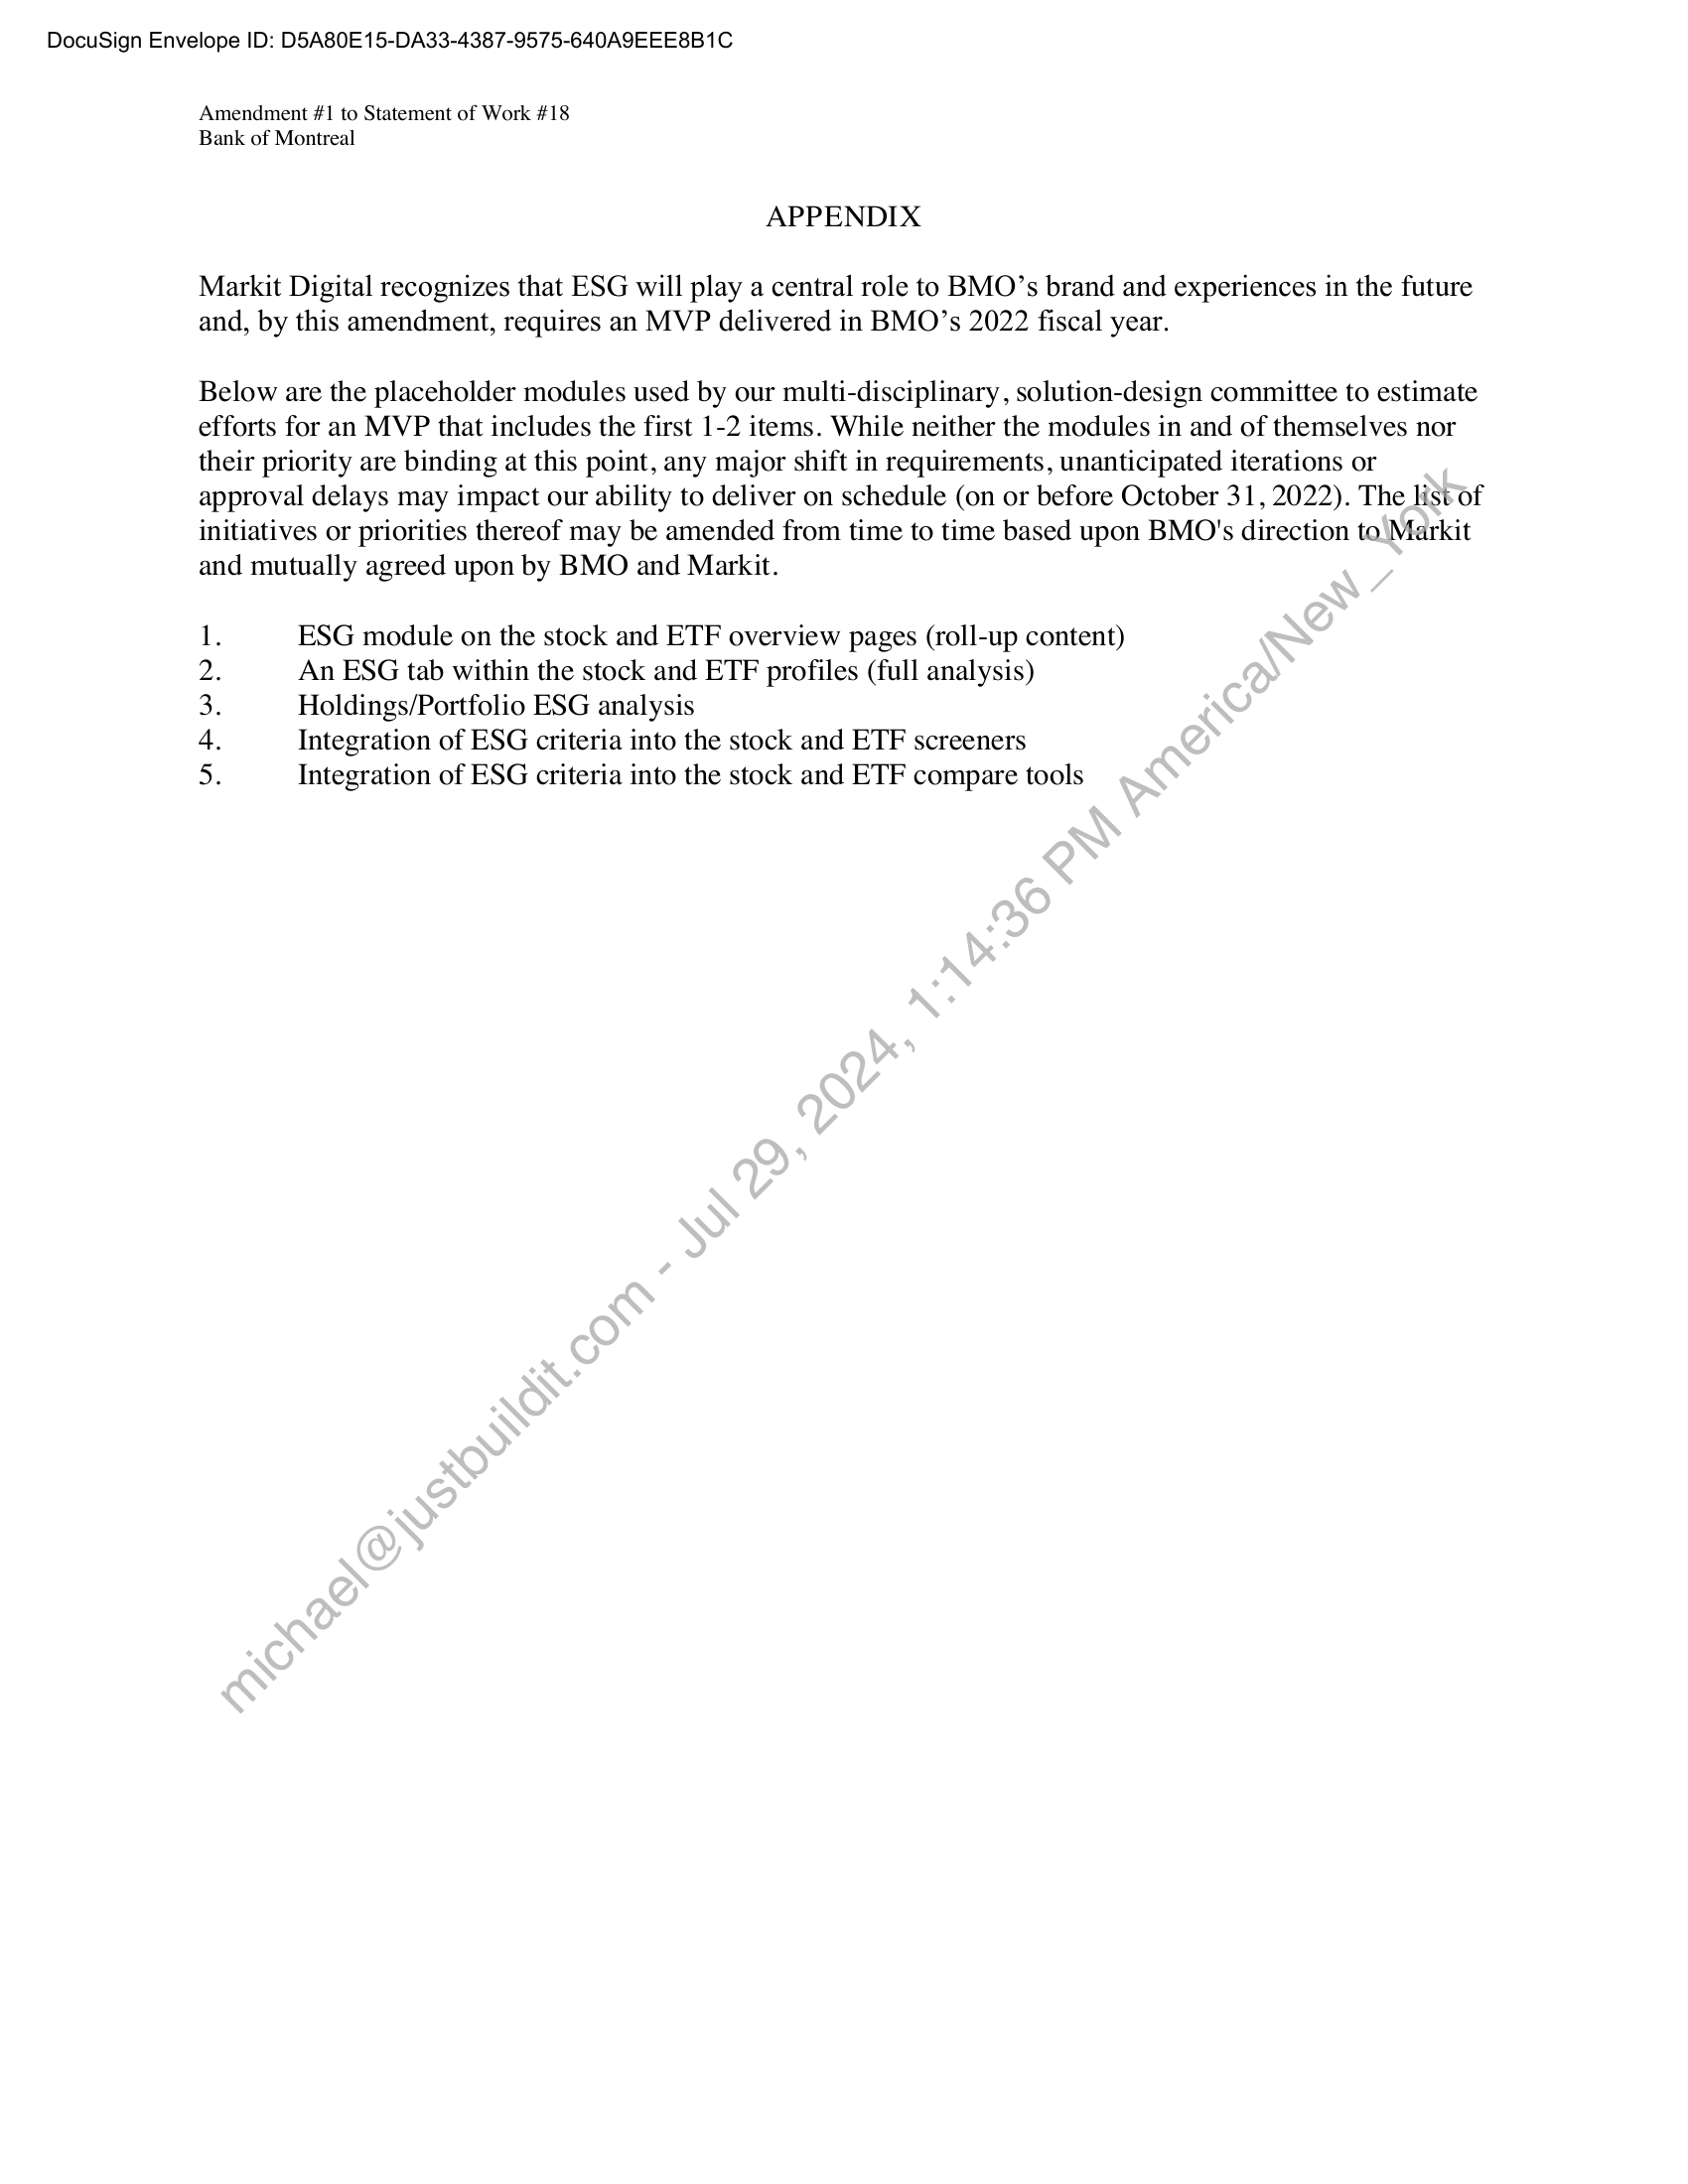 DocuSign Envelope ID: D5A80E15-DA33-4387-9575-640A9EEE8B1C
Amendment #1 to Statement of Work #18
Bank of Montreal
APPENDIX
Markit Digital recognizes that ESG will play a central role to BMO’s brand and experiences in the future
and, by this amendment, requires an MVP delivered in BMO’s 2022 fiscal year.
Below are the placeholder modules used by our multi-disciplinary, solution-design committee to estimate
efforts for an MVP that includes the first 1-2 items. While neither the modules in and of themselves nor
their priority are binding at this point, any major shift in requirements, unanticipated iterations or
approval delays may impact our ability to deliver on schedule (on or before October 31, 2022). The list of
initiatives or priorities thereof may be amended from time to time based upon BMO's direction to Markit
and mutually agreed upon by BMO and Markit.
1. ESG module on the stock and ETF overview pages (roll-up content)
2. An ESG tab within the stock and ETF profiles (full analysis)
3. Holdings/Portfolio ESG analysis
4. Integration of ESG criteria into the stock and ETF screeners
5. Integration of ESG criteria into the stock and ETF compare tools
michael@justbuildit.com - Jul 29, 2024, 1:14:36 PM America/New_York